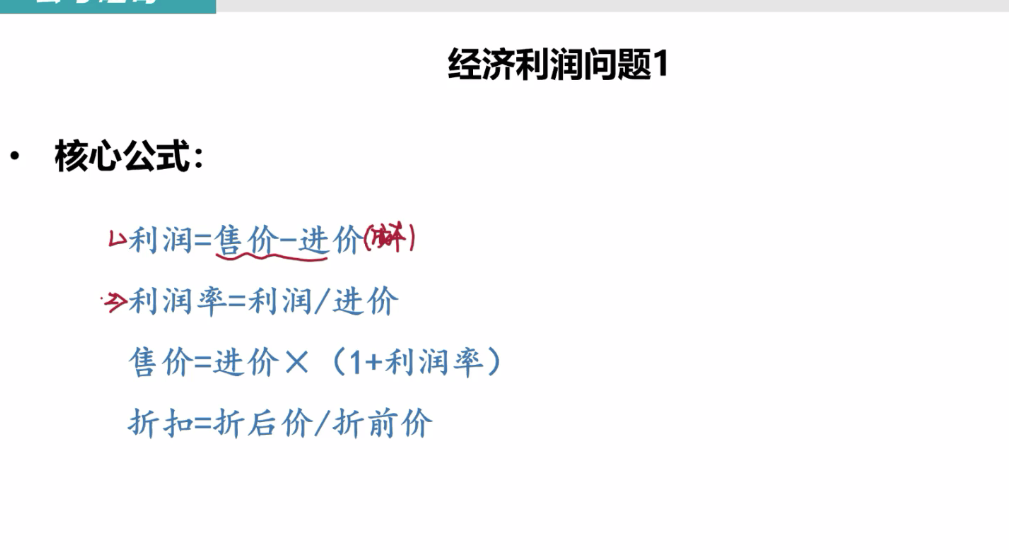 经济利润问题1
• 核心公式：
利润=售价-进价(成本)
利润率=利润/进价
售价=进价×（1+利润率）
折扣=折后价/折前价